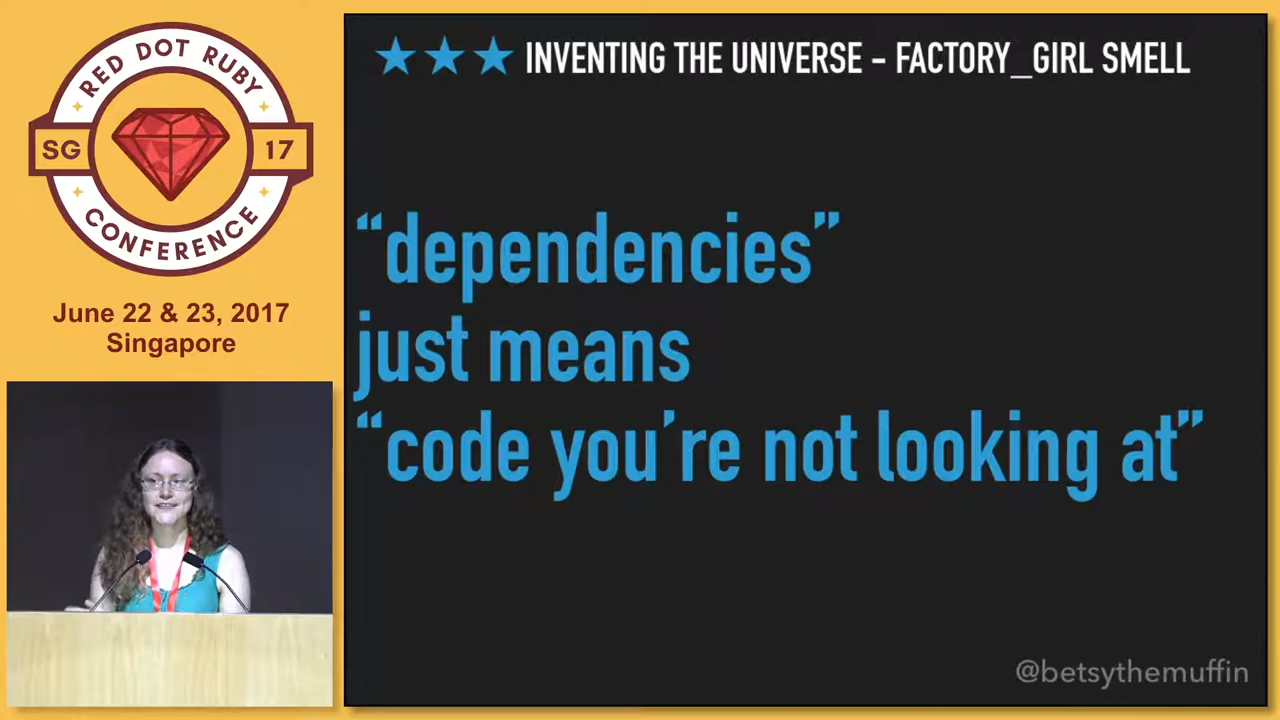 RED DOT RUBY
SG 17
CONFERENCE
June 22 & 23, 2017
Singapore
★★★ INVENTING THE UNIVERSE - FACTORY_GIRL SMELL
“dependencies”
just means
“code you’re not looking at”
@betsythemuffin